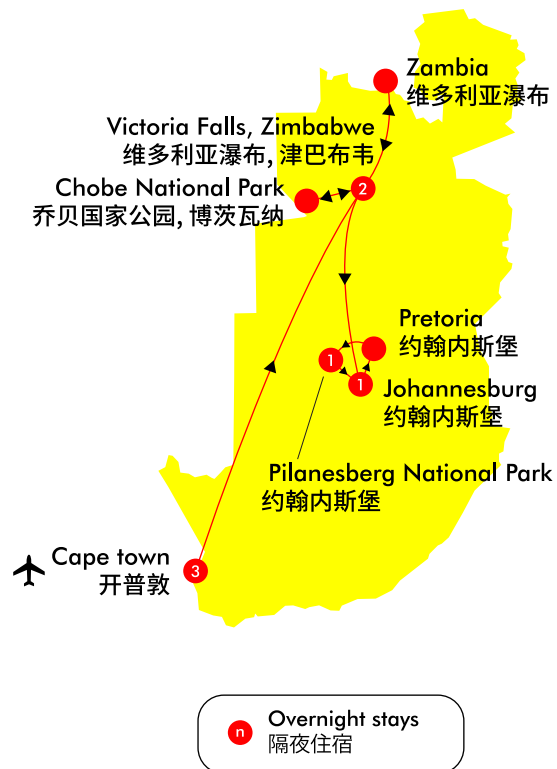 Zambia
维多利亚瀑布
Victoria Falls, Zimbabwe
维多利亚瀑布, 津巴布韦
Chobe National Park
乔贝国家公园, 博茨瓦纳
2
Pretoria
约翰内斯堡
1
1
Johannesburg
约翰内斯堡
Pilanesberg National Park
约翰内斯堡
Cape town
开普敦
3
n
Overnight stays
隔夜住宿